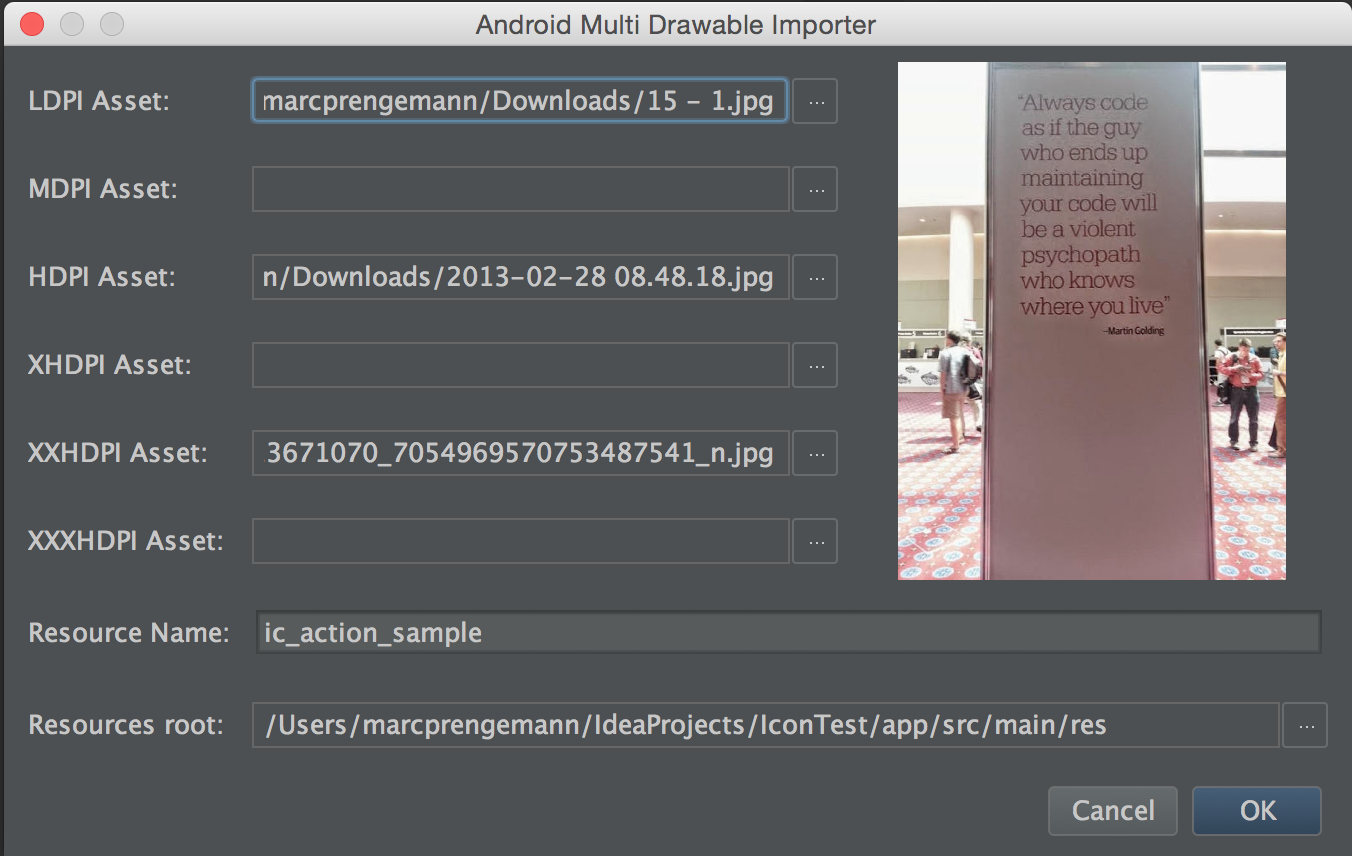 Android Multi Drawable Importer
LDPI Asset: marcprengemann/Downloads/15 - 1.jpg ...
MDPI Asset: ...
HDPI Asset: n/Downloads/2013-02-28 08.48.18.jpg ...
XHDPI Asset: ...
XXHDPI Asset: 3671070_7054969570753487541_n.jpg ...
XXXHDPI Asset: ...
“Always code
as if the guy
who ends up
maintaining
your code will
be a violent
psychopath
who knows
where you live”
–Martin Golding
Resource Name: ic_action_sample
Resources root: /Users/marcprengemann/IdeaProjects/IconTest/app/src/main/res ...
Cancel OK